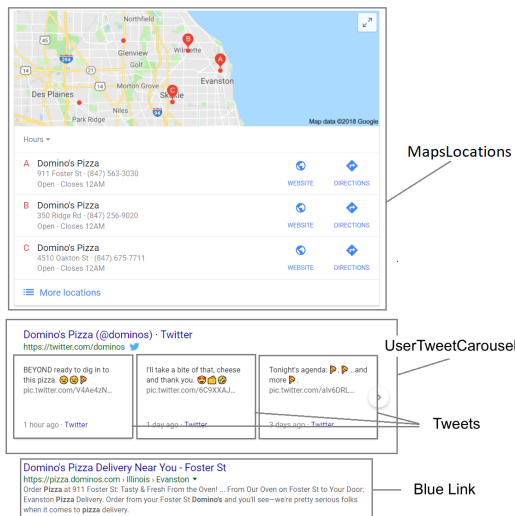 Northfield
45
294
Glenview
Wilmette
B
Golf
A
14
21
14
Evanston
Morton Grove
Des Plaines
C
Skokie
Niles
94
Park Ridge
Map data ©2018 Google
Hours
MapsLocations
A Domino's Pizza
911 Foster St · (847) 563-3030
Open · Closes 12AM
WEBSITE DIRECTIONS
B Domino's Pizza
350 Ridge Rd · (847) 256-9020
Open · Closes 12AM
WEBSITE DIRECTIONS
C Domino's Pizza
4510 Oakton St · (847) 675-7711
Open · Closes 12AM
WEBSITE DIRECTIONS
More locations
Domino's Pizza (@dominos) · Twitter
https://twitter.com/dominos
UserTweetCarousel
BEYOND ready to dig in to
this pizza. 😄😄🍕
pic.twitter.com/V4Ae4zN...
1 hour ago · Twitter
I'll take a bite of that, cheese
and thank you.
pic.twitter.com/6C9XXAJ...
1 day ago · Twitter
Tonight's agenda: 🍕, 🍕 ...and
more 🍕.
pic.twitter.com/alv6DRL...
3 days ago · Twitter
Tweets
Domino's Pizza Delivery Near You - Foster St
https://pizza.dominos.com › Illinois › Evanston
Order Pizza at 911 Foster St: Tasty & Fresh From the Oven! ... From Our Oven on Foster St to Your Door:
Evanston Pizza Delivery. Order from your Foster St Domino's and you'll see—we're pretty serious folks
when it comes to pizza delivery.
Blue Link